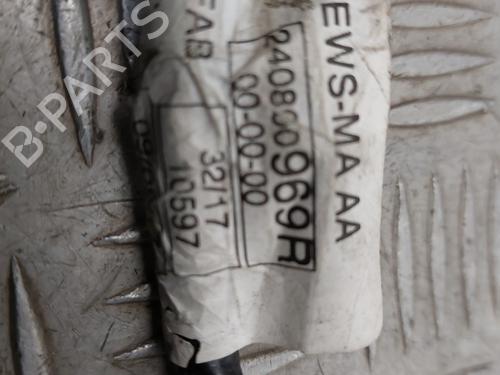 EWS-MA AA
240800969R
00-00-00
FAB
32/17
10597
B-PARTS